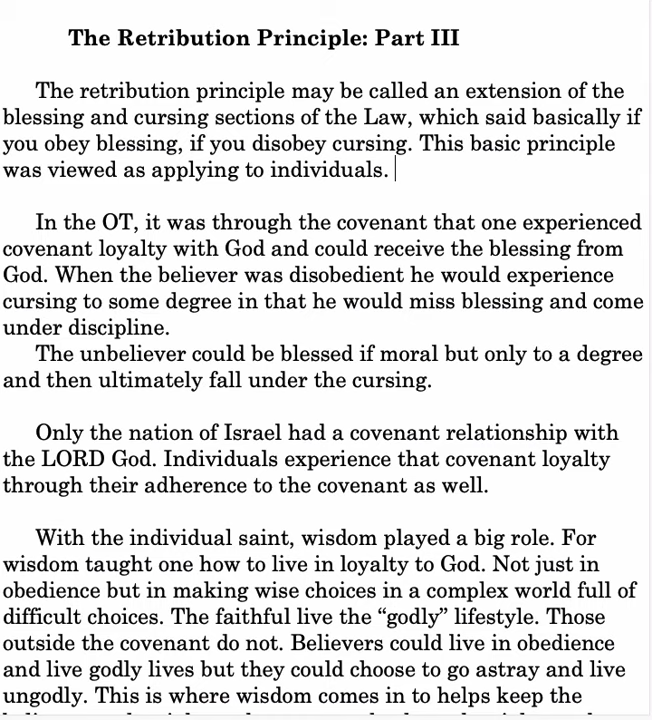 The Retribution Principle: Part III
The retribution principle may be called an extension of the
blessing and cursing sections of the Law, which said basically if
you obey blessing, if you disobey cursing. This basic principle
was viewed as applying to individuals.
In the OT, it was through the covenant that one experienced
covenant loyalty with God and could receive the blessing from
God. When the believer was disobedient he would experience
cursing to some degree in that he would miss blessing and come
under discipline.
The unbeliever could be blessed if moral but only to a degree
and then ultimately fall under the cursing.
Only the nation of Israel had a covenant relationship with
the LORD God. Individuals experience that covenant loyalty
through their adherence to the covenant as well.
With the individual saint, wisdom played a big role. For
wisdom taught one how to live in loyalty to God. Not just in
obedience but in making wise choices in a complex world full of
difficult choices. The faithful live the “godly” lifestyle. Those
outside the covenant do not. Believers could live in obedience
and live godly lives but they could choose to go astray and live
ungodly. This is where wisdom comes in to helps keep the